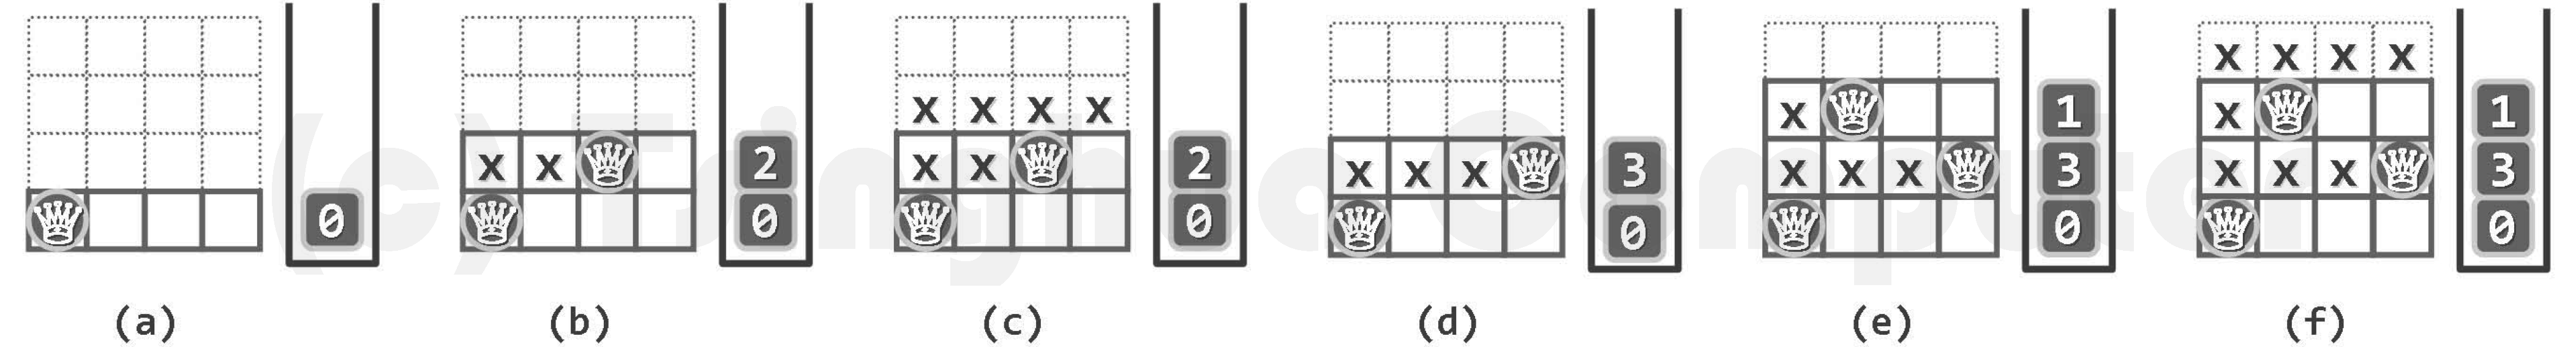 x x x x
x x x x x x x x
1 1
x x 2 x x 2 x x x 3 x x x 3 x x x 3
0 0 0 0 0 0
(a) (b) (c) (d) (e) (f)
(c) Tsinghua Computer